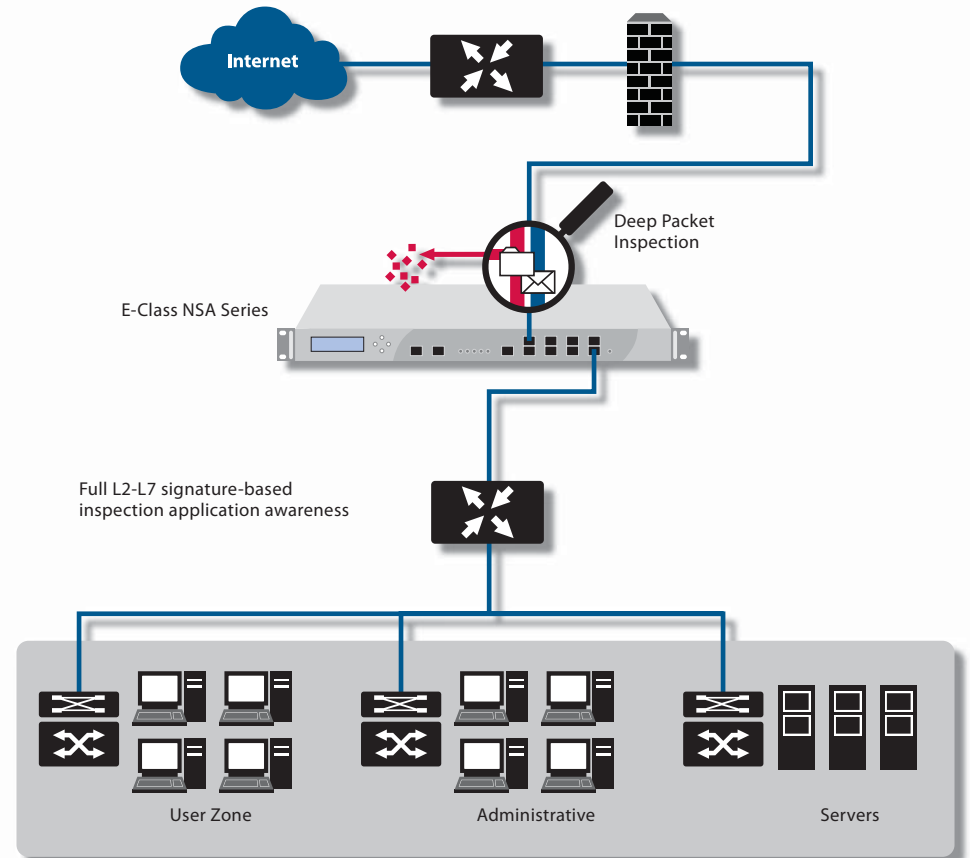 Internet
Deep Packet
Inspection
E-Class NSA Series
Full L2-L7 signature-based
inspection application awareness
User Zone
Administrative
Servers